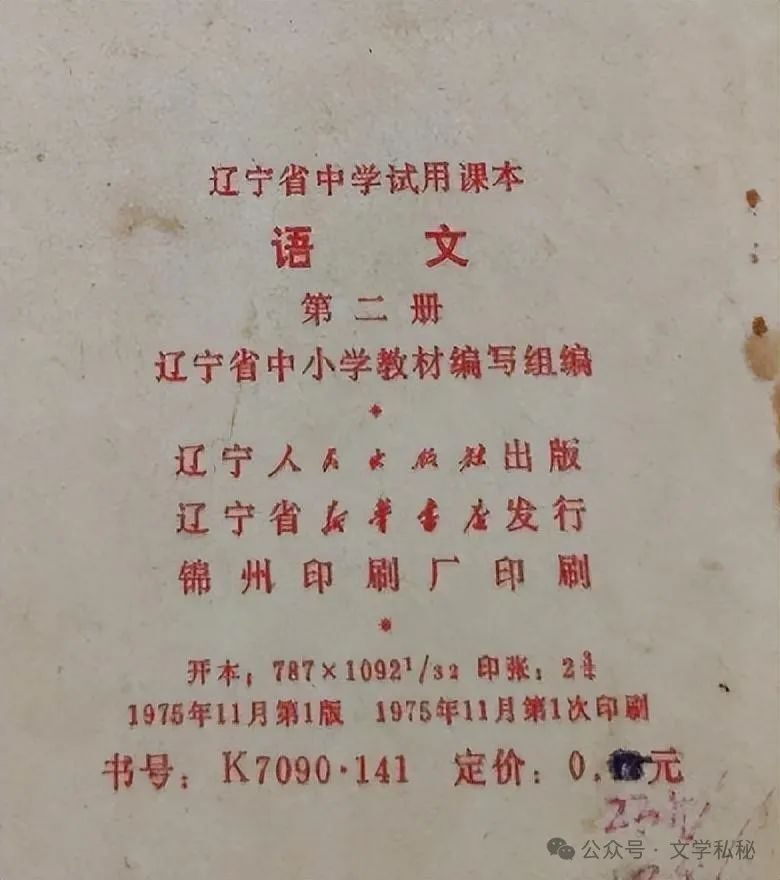 辽宁省中学试用课本
语文
第二册
辽宁省中小学教材编写组编
辽宁人民出版社出版
辽宁省新华书店发行
锦州印刷厂印刷
开本：787×1092 1/32 印张：2¾
1975年11月第1版 1975年11月第1次印刷
书号：K7090·141 定价：0.元
公众号·文学私秘